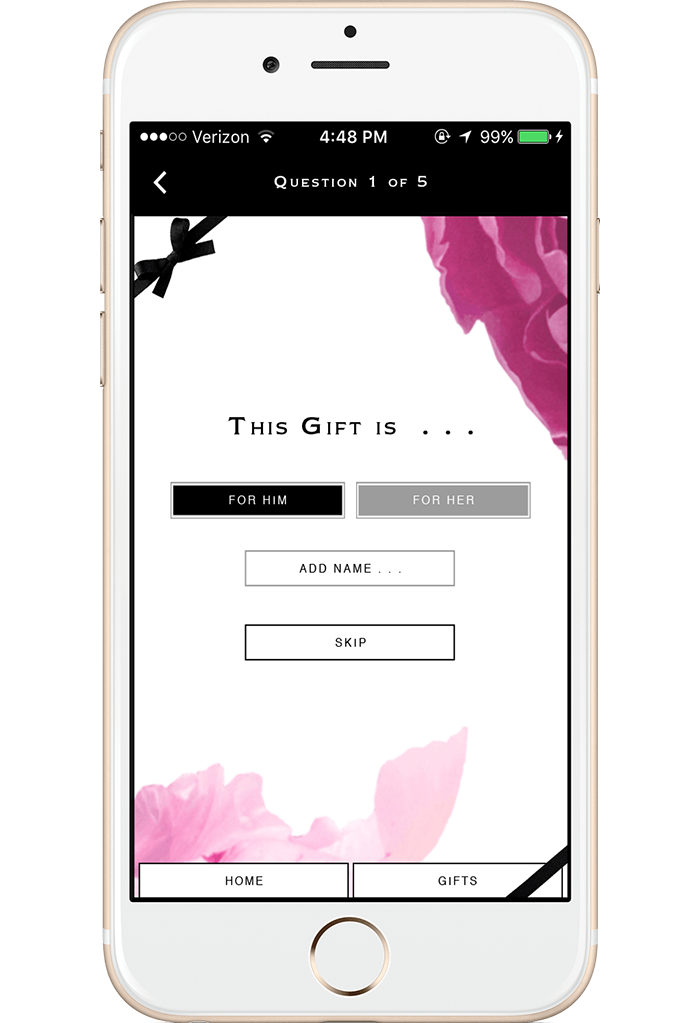 Verizon 4:48 PM 99%
Question 1 of 5
This Gift is ...
FOR HIM FOR HER
ADD NAME . . .
SKIP
HOME GIFTS